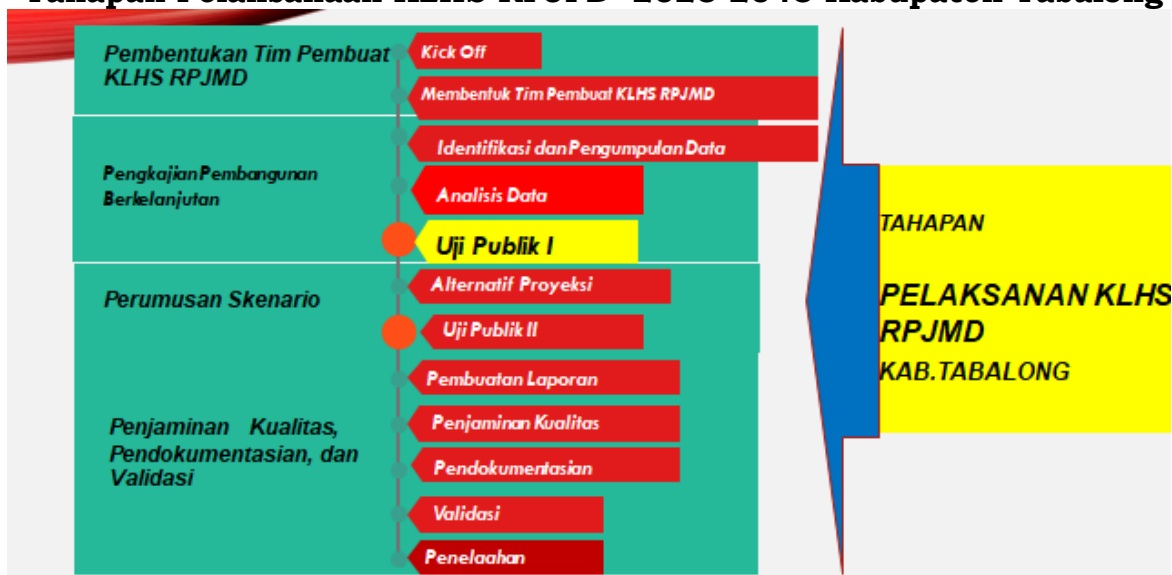 Pembentukan Tim Pembuat
KLHS RPJMD
Kick Off
Membentuk Tim Pembuat KLHS RPJMD
Pengkajian Pembangunan
Berkelanjutan
Identifikasi dan Pengumpulan Data
Analisis Data
Uji Publik I
Perumusan Skenario
Alternatif Proyeksi
Uji Publik II
Penjaminan Kualitas,
Pendokumentasian, dan
Validasi
Pembuatan Laporan
Penjaminan Kualitas
Pendokumentasian
Validasi
Penelaahan
TAHAPAN
PELAKSANAN KLHS
RPJMD
KAB.TABALONG